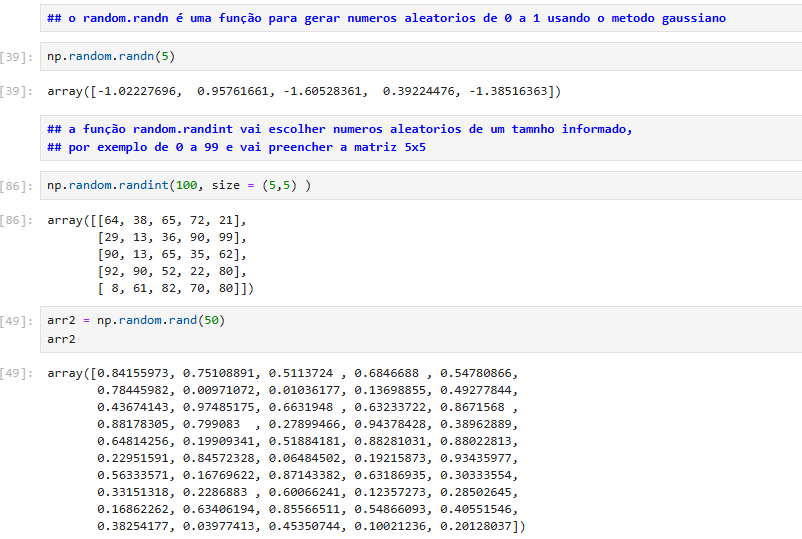 ## o random.randn é uma função para gerar numeros aleatorios de 0 a 1 usando o metodo gaussiano
[39]: np.random.randn(5)
[39]: array([-1.02227696,  0.95761661, -1.60528361,  0.39224476, -1.38516363])
## a função random.randint vai escolher numeros aleatorios de um tamnho informado,
## por exemplo de 0 a 99 e vai preencher a matriz 5x5
[86]: np.random.randint(100, size = (5,5) )
[86]: array([[64, 38, 65, 72, 21],
[29, 13, 36, 90, 99],
[90, 13, 65, 35, 62],
[92, 90, 52, 22, 80],
[ 8, 61, 82, 70, 80]])
[49]: arr2 = np.random.rand(50)
arr2
[49]: array([0.84155973, 0.75108891, 0.5113724 , 0.6846688 , 0.54780866,
0.78445982, 0.00971072, 0.01036177, 0.13698855, 0.49277844,
0.43674143, 0.97485175, 0.6631948 , 0.63233722, 0.8671568 ,
0.88178305, 0.799083  , 0.27899466, 0.94378428, 0.38962889,
0.64814256, 0.19909341, 0.51884181, 0.88281031, 0.88022813,
0.22951591, 0.84572328, 0.06484502, 0.19215873, 0.93435977,
0.56333571, 0.16769622, 0.87143382, 0.63186935, 0.30333554,
0.33151318, 0.2286883 , 0.60066241, 0.12357273, 0.28502645,
0.16862262, 0.63406194, 0.85566511, 0.54866093, 0.40551546,
0.38254177, 0.03977413, 0.45350744, 0.10021236, 0.20128037])